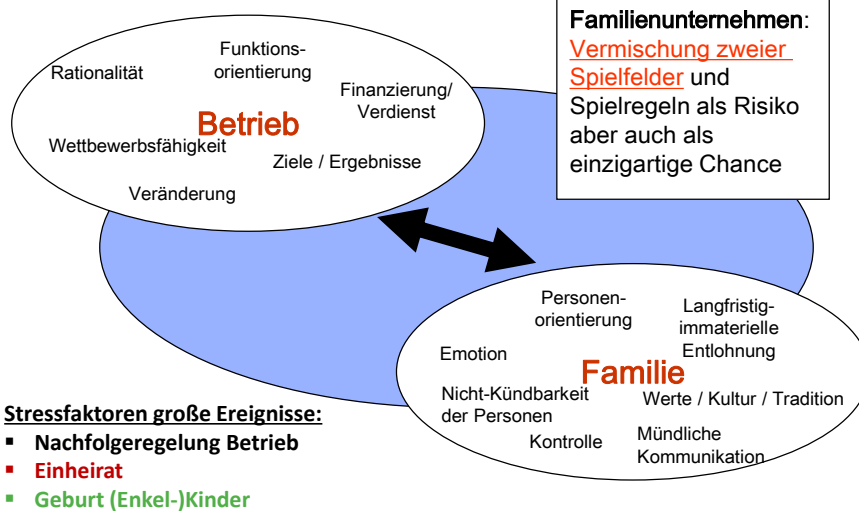 Familienunternehmen:
Vermischung zweier
Spielfelder und
Spielregeln als Risiko
aber auch als
einzigartige Chance
Funktions-
orientierung
Rationalität
Finanzierung/
Verdienst
Betrieb
Wettbewerbsfähigkeit
Ziele / Ergebnisse
Veränderung
Personen-
orientierung
Langfristig-
immaterielle
Entlohnung
Emotion
Familie
Nicht-Kündbarkeit
der Personen
Werte / Kultur / Tradition
Kontrolle
Mündliche
Kommunikation
Stressfaktoren große Ereignisse:
▪ Nachfolgeregelung Betrieb
▪ Einheirat
▪ Geburt (Enkel-)Kinder